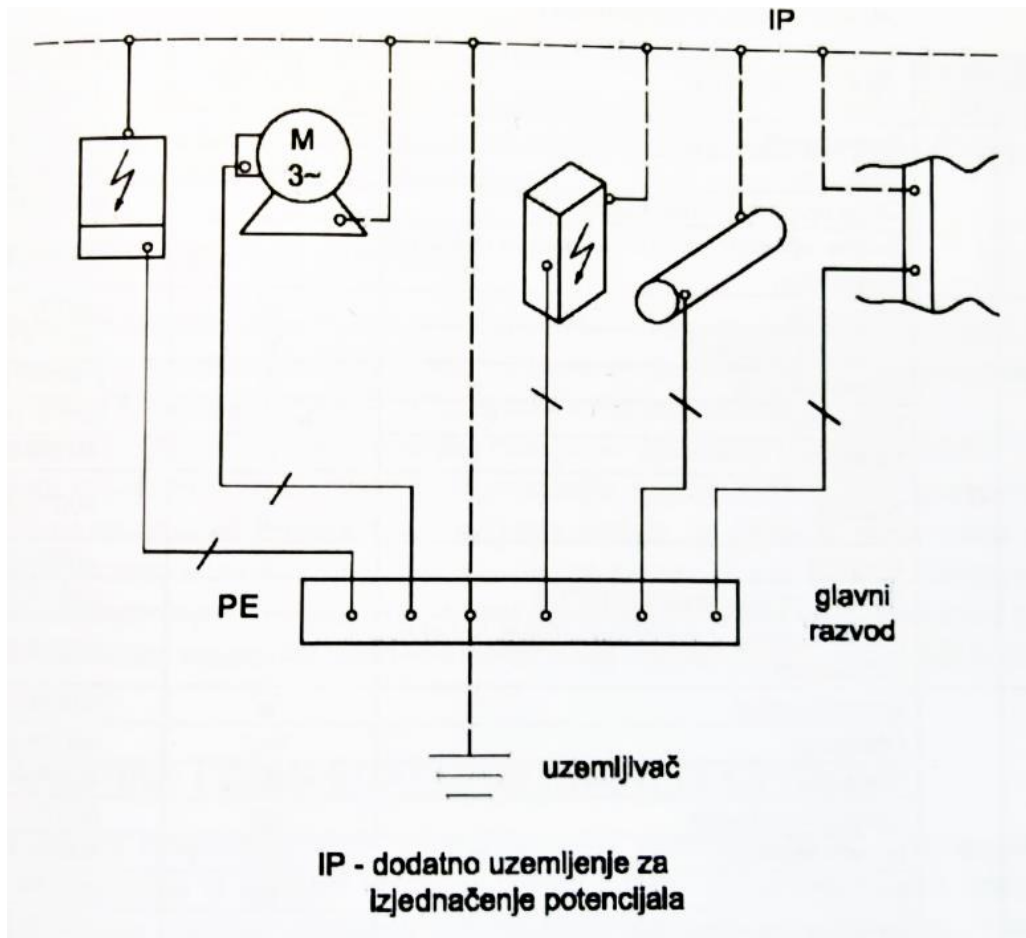 IP
M
3~
PE
glavni
razvod
uzemljivač
IP - dodatno uzemljenje za
izjednačenje potencijala